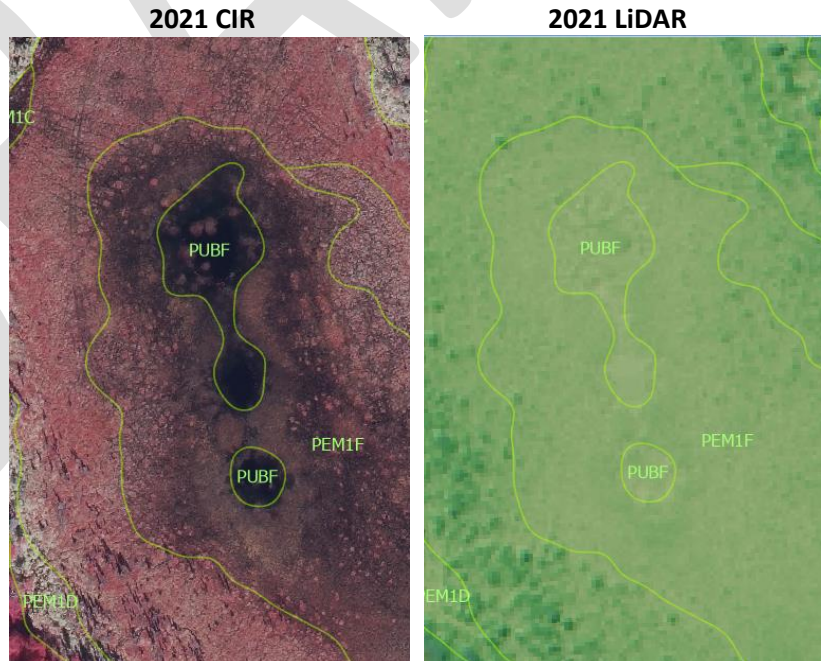 2021 CIR
2021 LiDAR
M1C
PUBF
PUBF
PEM1F
PEM1F
PUBF
PUBF
PEM1D
EM1D